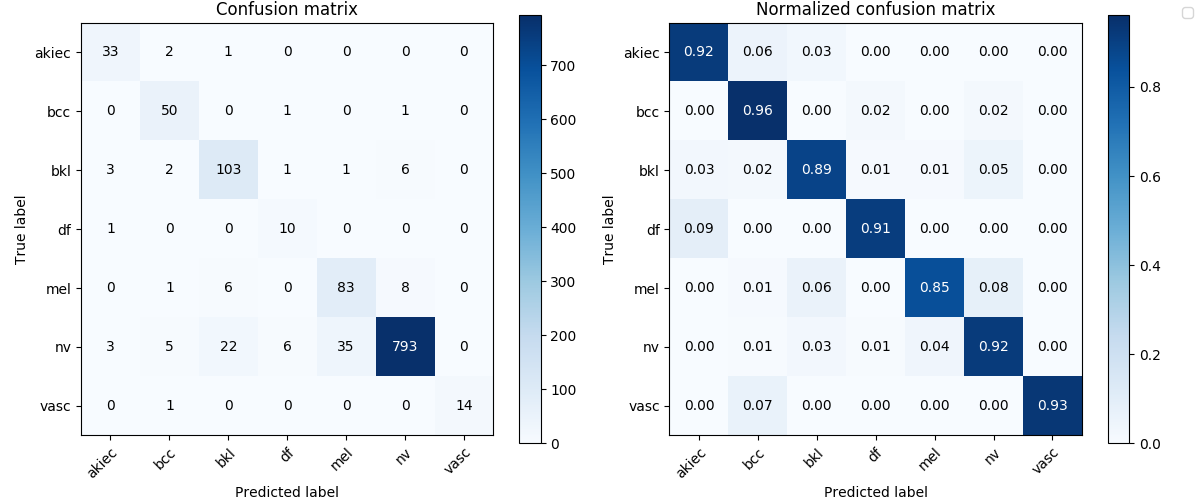 Confusion matrix
akiec 33 2 1 0 0 0 0
bcc 0 50 0 1 0 1 0
bkl 3 2 103 1 1 6 0
df 1 0 0 10 0 0 0
mel 0 1 6 0 83 8 0
nv 3 5 22 6 35 793 0
vasc 0 1 0 0 0 0 14
akiec bcc bkl df mel nv vasc
True label
Predicted label
700
600
500
400
300
200
100
0
Normalized confusion matrix
akiec 0.92 0.06 0.03 0.00 0.00 0.00 0.00
bcc 0.00 0.96 0.00 0.02 0.00 0.02 0.00
bkl 0.03 0.02 0.89 0.01 0.01 0.05 0.00
df 0.09 0.00 0.00 0.91 0.00 0.00 0.00
mel 0.00 0.01 0.06 0.00 0.85 0.08 0.00
nv 0.00 0.01 0.03 0.01 0.04 0.92 0.00
vasc 0.00 0.07 0.00 0.00 0.00 0.00 0.93
akiec bcc bkl df mel nv vasc
True label
Predicted label
0.8
0.6
0.4
0.2
0.0